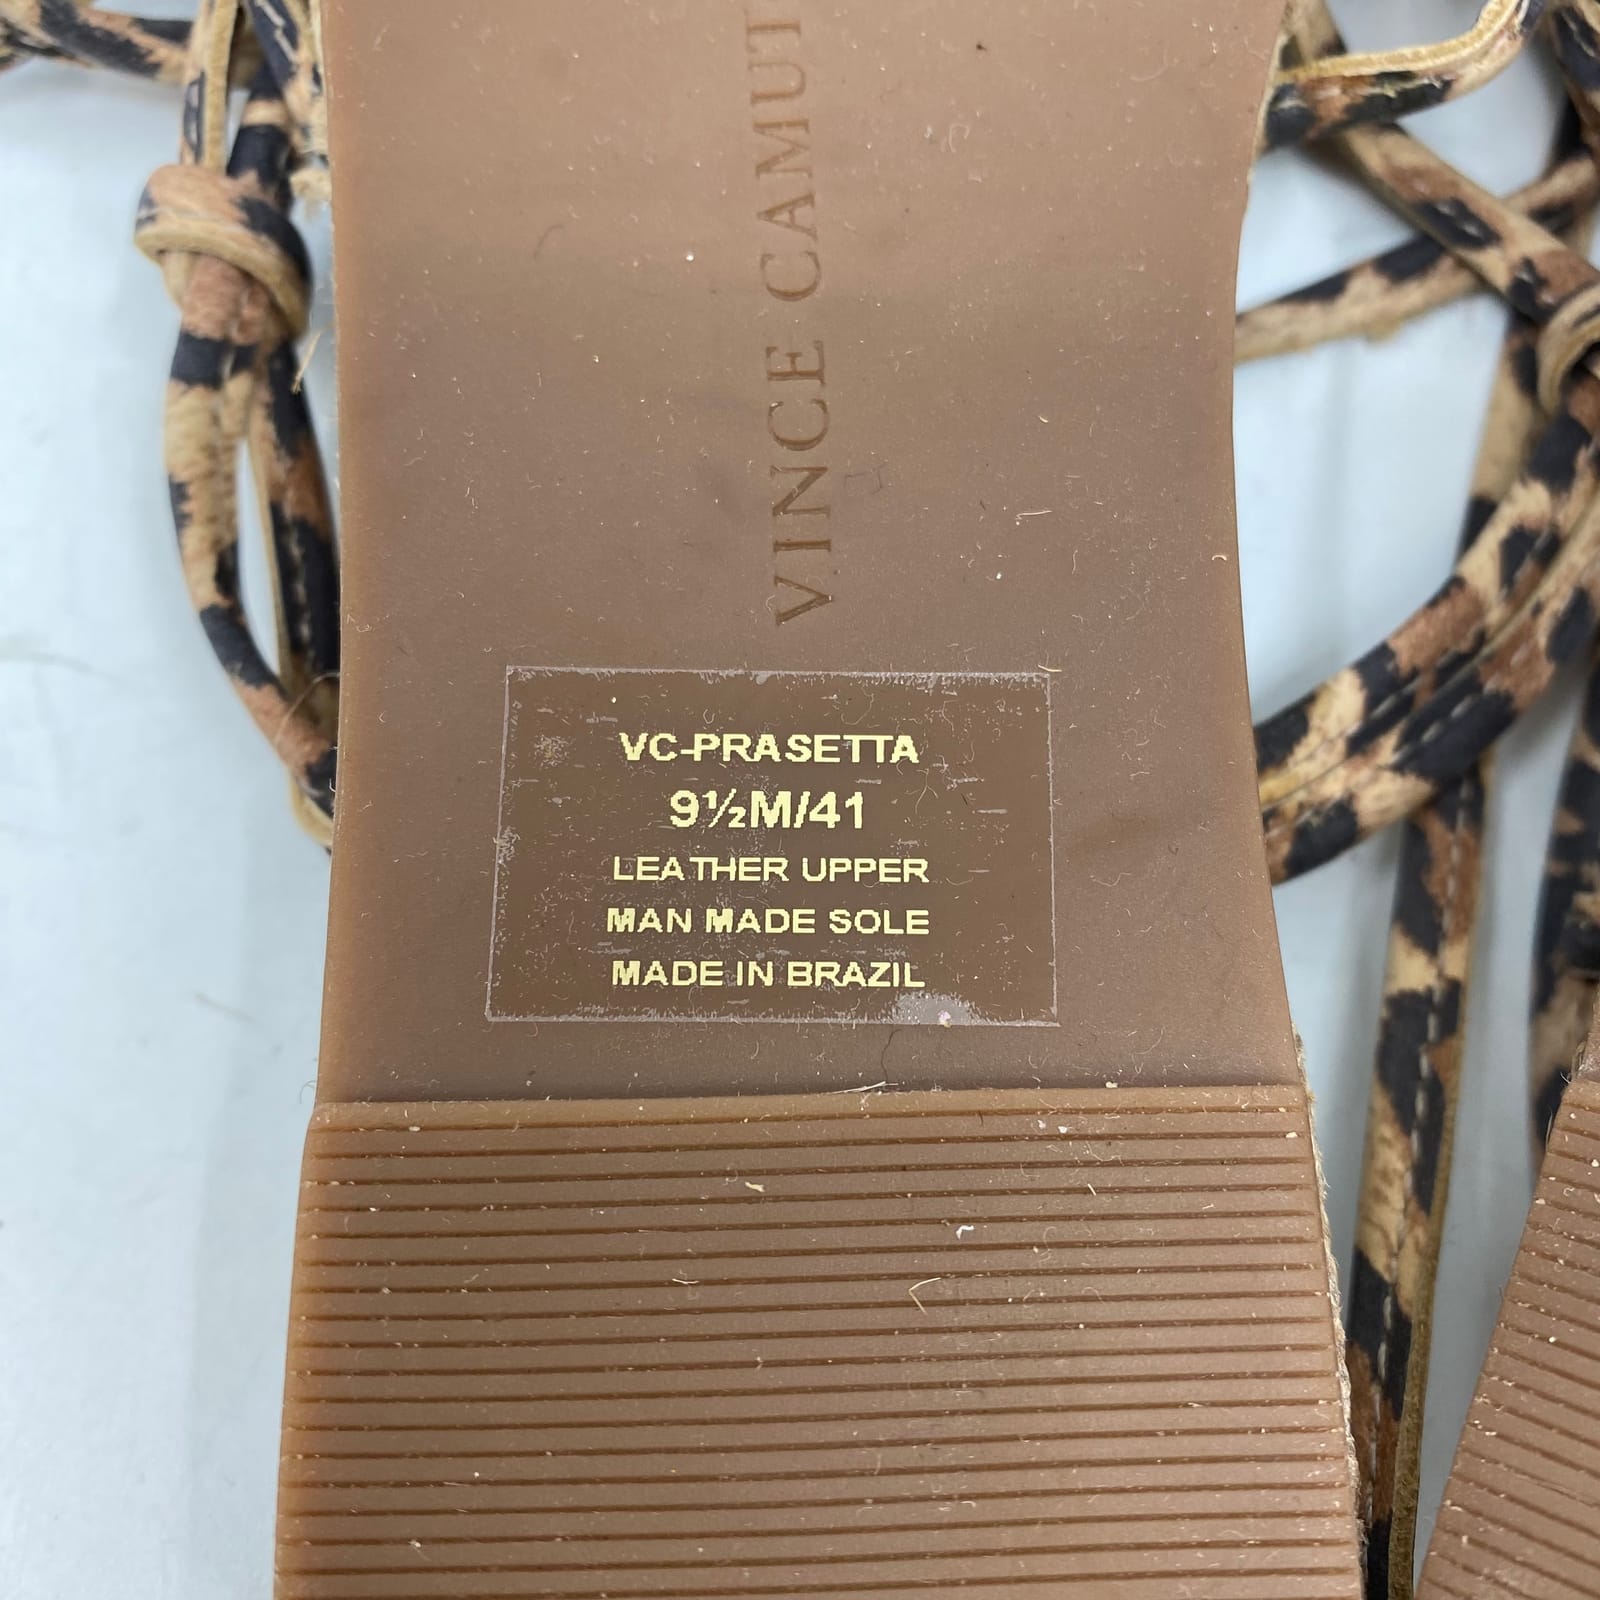 VINCE CAMUT
VC-PRASETTA
9½M/41
LEATHER UPPER
MAN MADE SOLE
MADE IN BRAZIL